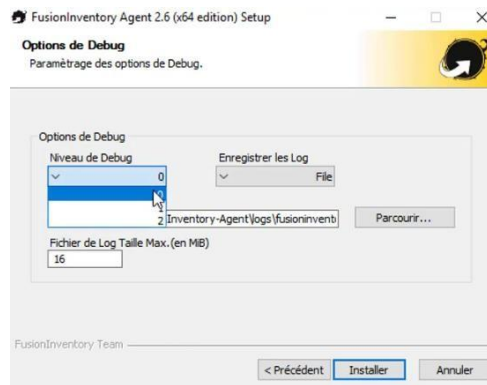 FusionInventory Agent 2.6 (x64 edition) Setup
Options de Debug
Paramètrage des options de Debug.
Options de Debug
Niveau de Debug Enregistrer les Log
0 File
0
1
2 Inventory-Agent\logs\fusioninvent Parcourir...
Fichier de Log Taille Max.(en MiB)
16
FusionInventory Team
< Précédent Installer Annuler